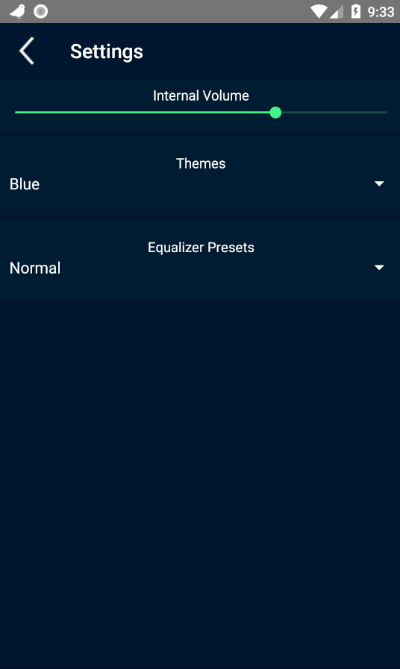 9:33
Settings
Internal Volume
Themes
Blue
Equalizer Presets
Normal